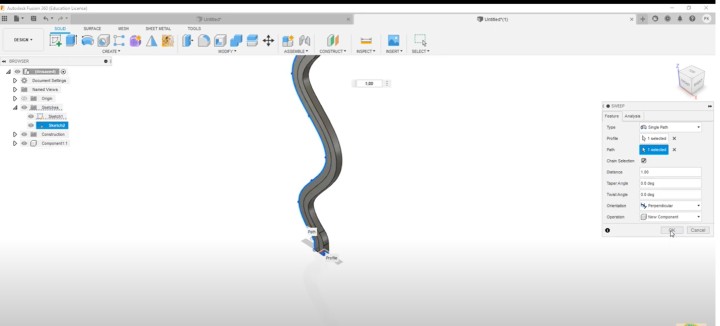 Autodesk Fusion 360 (Education License)
Untitled*
Untitled*(1)
DESIGN
SOLID SURFACE MESH SHEET METAL TOOLS
CREATE MODIFY ASSEMBLE CONSTRUCT INSPECT INSERT SELECT
BROWSER
Document Settings
Named Views
Origin
Sketches
Sketch1
Sketch2
Construction
Component1:1
1.00
Path
Profile
SWEEP
Feature Analysis
Type Single Path
Profile 1 selected
Path 1 selected
Chain Selection
Distance 1.00
Taper Angle 0.0 deg
Twist Angle 0.0 deg
Orientation Perpendicular
Operation New Component
OK Cancel